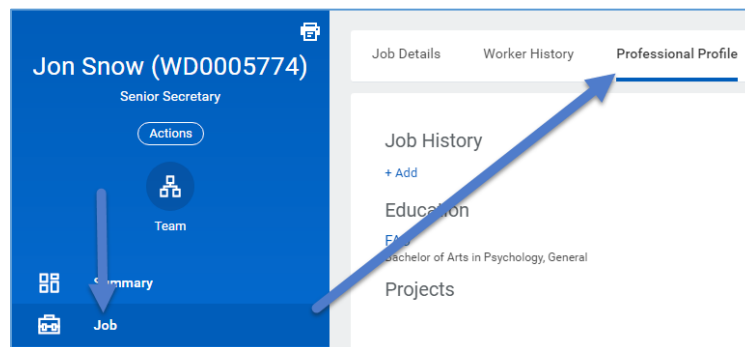 Jon Snow (WD0005774)
Senior Secretary
Actions
Team
Summary
Job
Job Details Worker History Professional Profile
Job History
+ Add
Education
Bachelor of Arts in Psychology, General
Projects